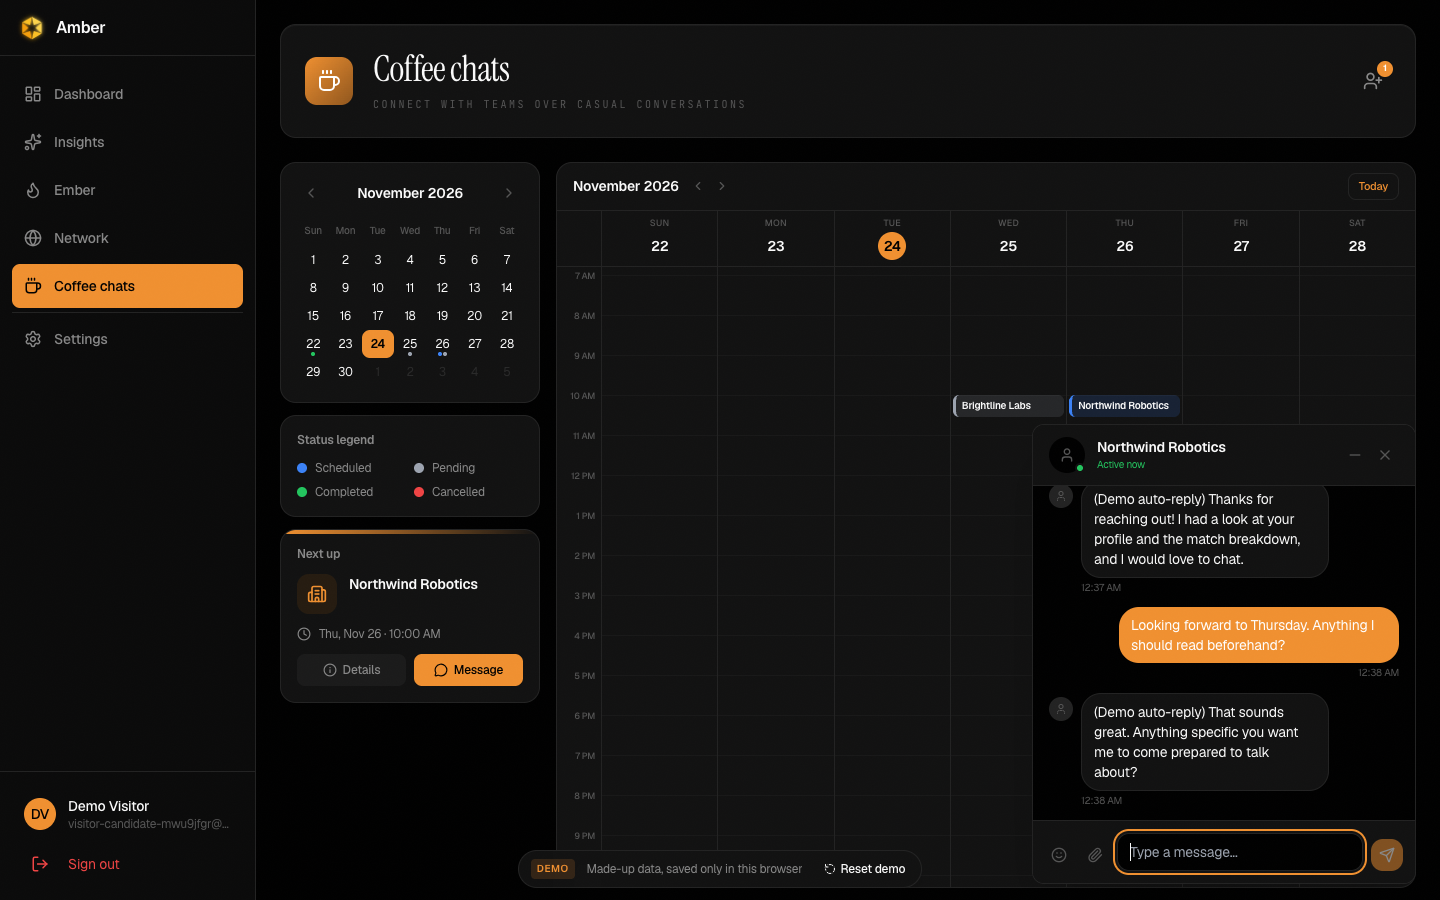 Amber
Dashboard
Insights
Ember
Network
Coffee chats
Settings
Demo Visitor
visitor-candidate-mwu9jfgr@...
Sign out
Coffee chats
CONNECT WITH TEAMS OVER CASUAL CONVERSATIONS
1
November 2026
Sun Mon Tue Wed Thu Fri Sat
1 2 3 4 5 6 7
8 9 10 11 12 13 14
15 16 17 18 19 20 21
22 23 24 25 26 27 28
29 30 1 2 3 4 5
Status legend
Scheduled Pending
Completed Cancelled
Next up
Northwind Robotics
Thu, Nov 26 · 10:00 AM
Details Message
November 2026
Today
SUN MON TUE WED THU FRI SAT
22 23 24 25 26 27 28
7 AM
8 AM
9 AM
10 AM
Brightline Labs Northwind Robotics
11 AM
12 PM
1 PM
2 PM
3 PM
4 PM
5 PM
6 PM
7 PM
8 PM
9 PM
Northwind Robotics
Active now
(Demo auto-reply) Thanks for
reaching out! I had a look at your
profile and the match breakdown,
and I would love to chat.
12:37 AM
Looking forward to Thursday. Anything I
should read beforehand?
12:38 AM
(Demo auto-reply) That sounds
great. Anything specific you want
me to come prepared to talk
about?
12:38 AM
Type a message...
DEMO Made-up data, saved only in this browser Reset demo
DV